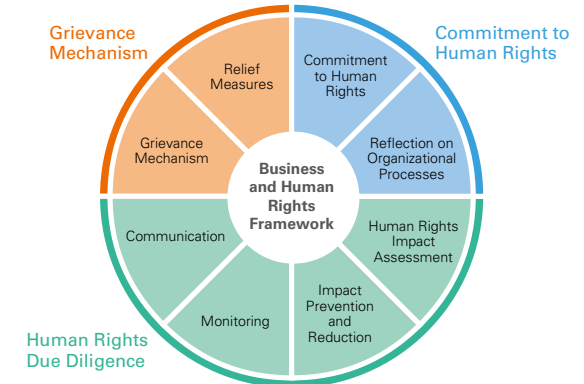 Grievance
Mechanism
Commitment to
Human Rights
Relief
Measures
Commitment
to Human
Rights
Grievance
Mechanism
Reflection on
Organizational
Processes
Business
and Human
Rights
Framework
Communication
Human Rights
Impact
Assessment
Monitoring
Impact
Prevention
and
Reduction
Human Rights
Due Diligence